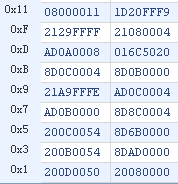 0x11 08000011 1D20FFF9
0xF 2129FFFF 21080004
0xD ADA0A008 016C5020
0xB 8D0C0004 8D0B0000
0x9 21A9FFFE AD0C0004
0x7 AD0B0000 8D8C0004
0x5 200C0054 8D6B0000
0x3 200B0054 8DAD0000
0x1 200D0050 20080000